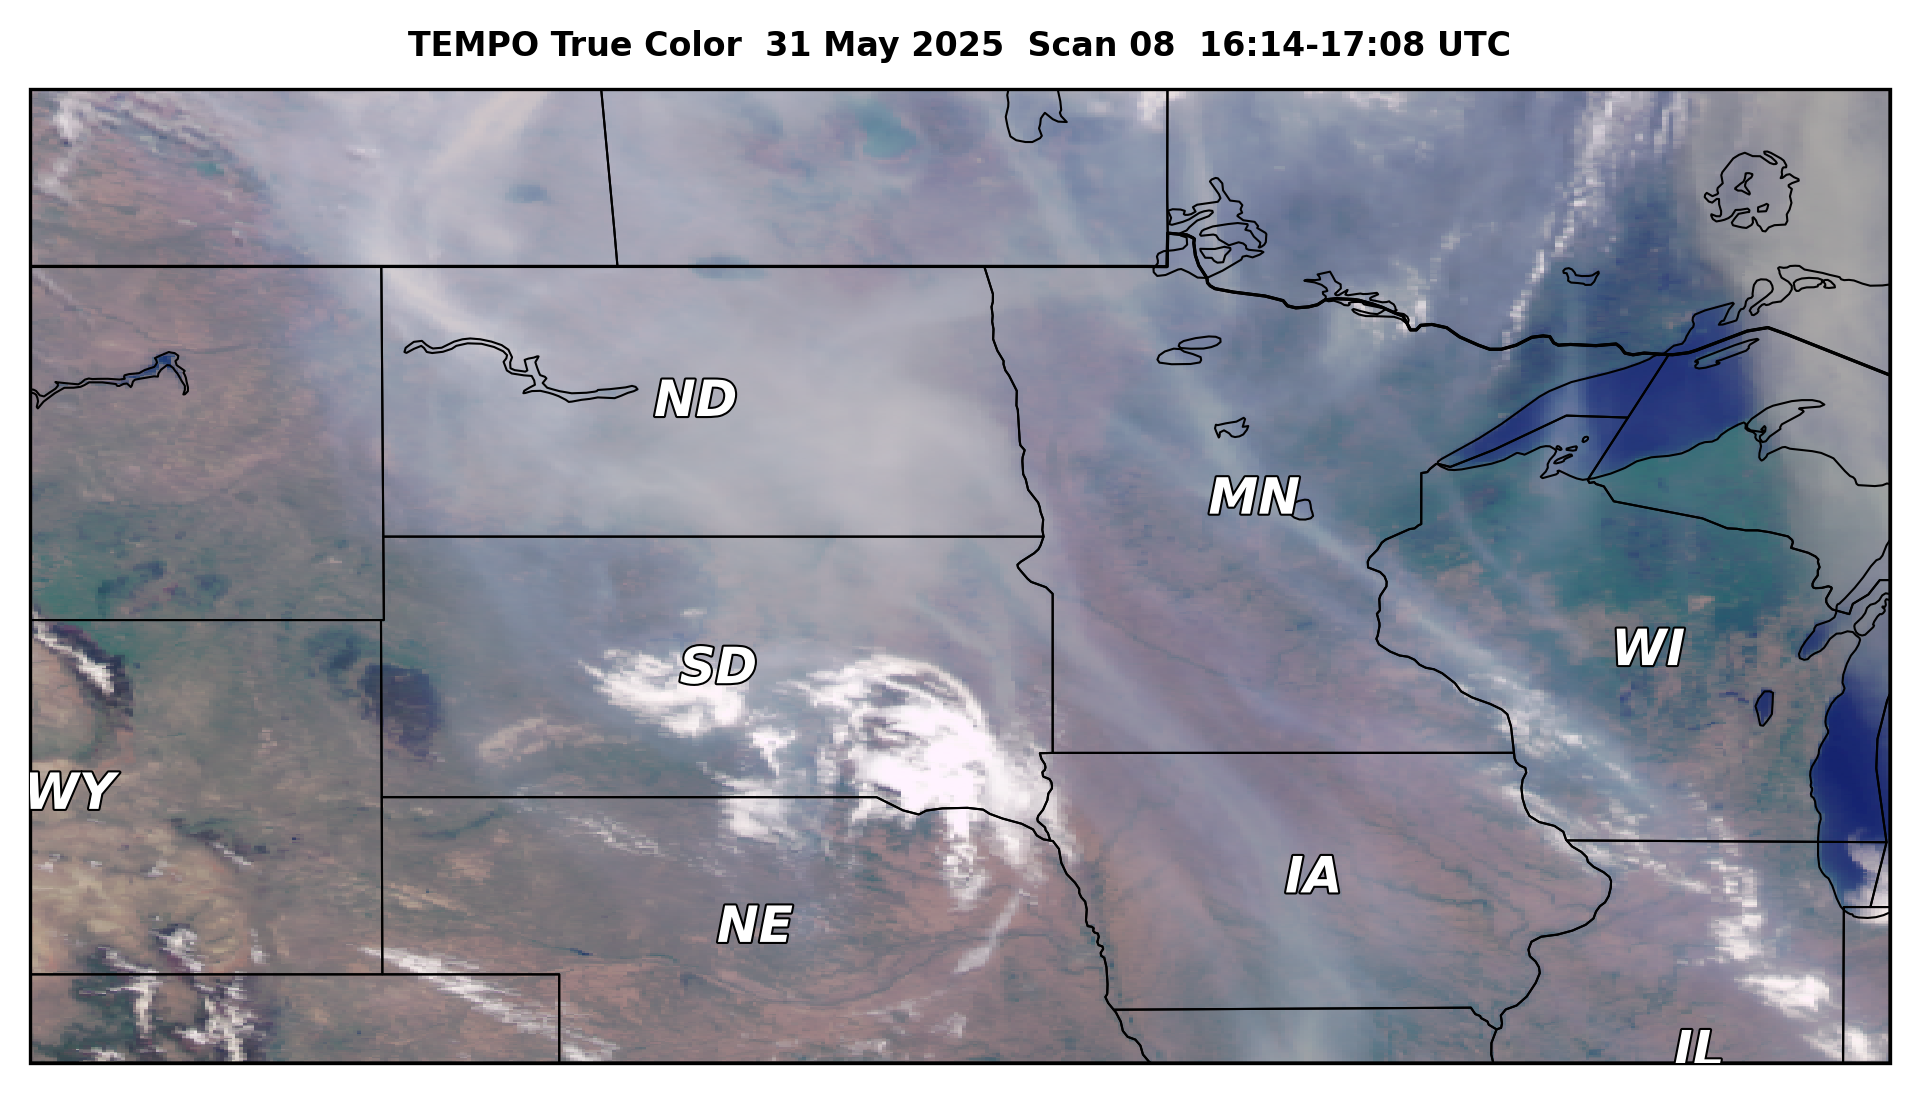 TEMPO True Color  31 May 2025  Scan 08  16:14-17:08 UTC
ND
MN
SD
WI
WY
IA
NE
IL